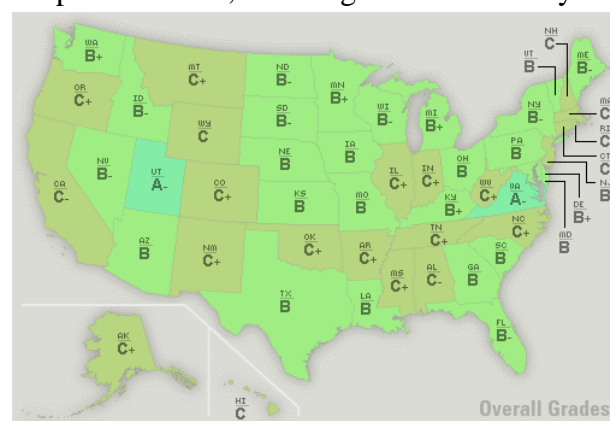 WA
B+
OR
C+
CA
C-
ID
B-
NV
B-
MT
C+
WY
C
UT
A-
AZ
B
CO
C+
NM
C+
ND
B-
SD
B-
NE
B
KS
B
OK
C+
TX
B
MN
B+
IA
B
MO
B
AR
C+
LA
B
WI
B-
IL
C+
MI
B+
IN
C+
OH
B
KY
B+
TN
C+
MS
C+
AL
C-
GA
B
FL
B-
SC
B
NC
C+
VA
A-
WV
C+
PA
B
NY
B-
VT
B
NH
C
ME
B-
C
RI
C
CT
C
DE
B+
MD
B
AK
C+
HI
C
Overall Grades